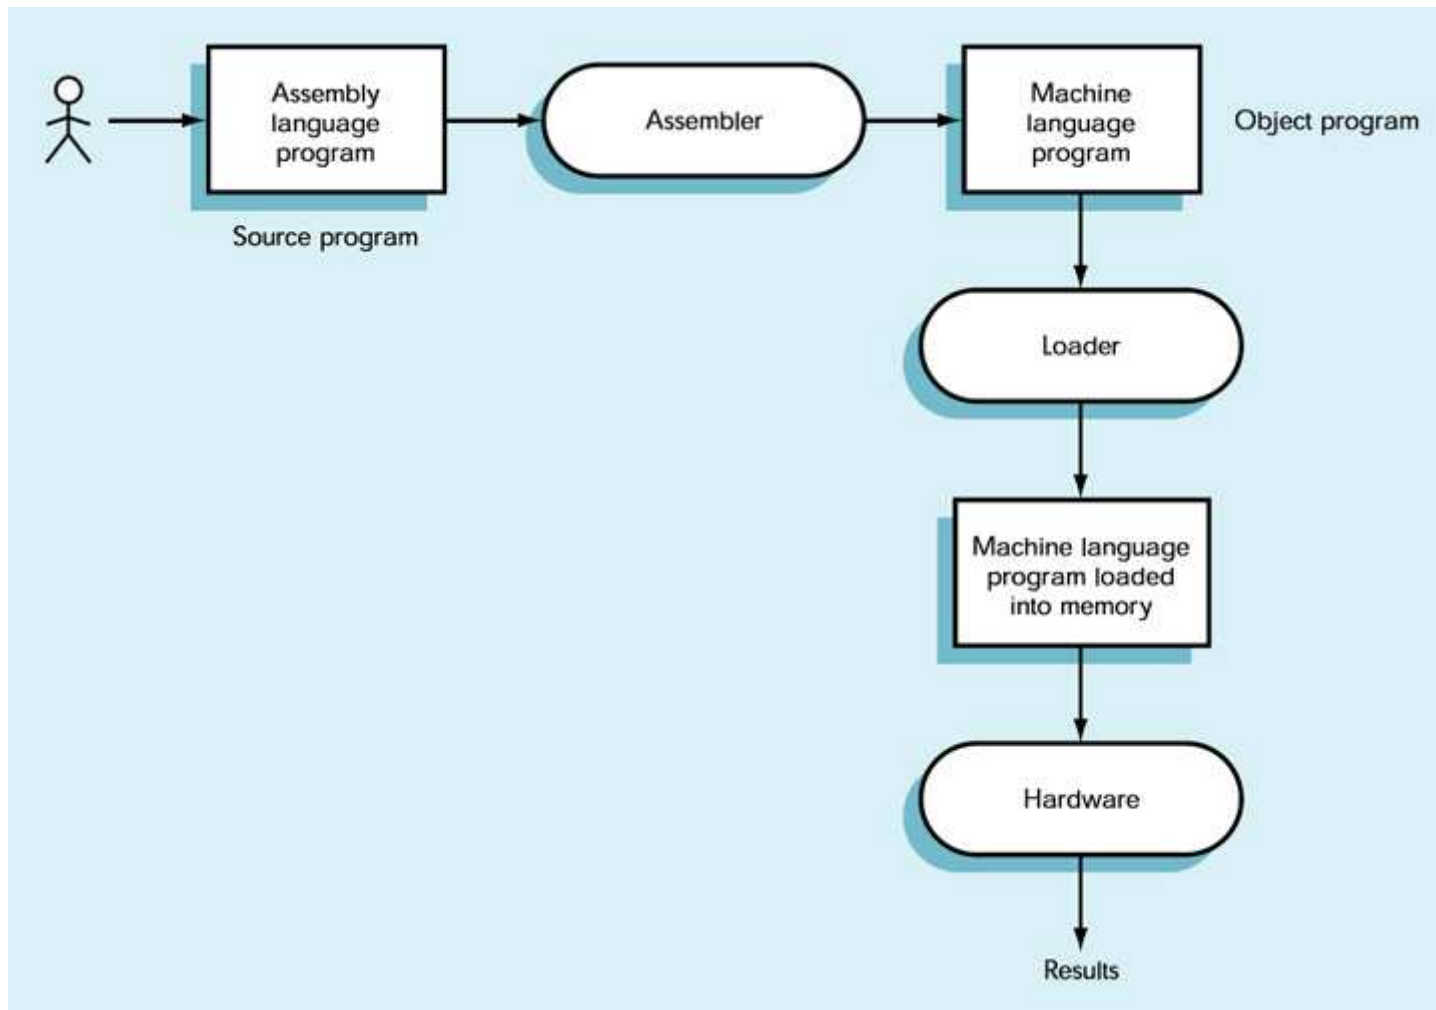 Assembly
language
program
Source program
Assembler
Machine
language
program
Object program
Loader
Machine language
program loaded
into memory
Hardware
Results